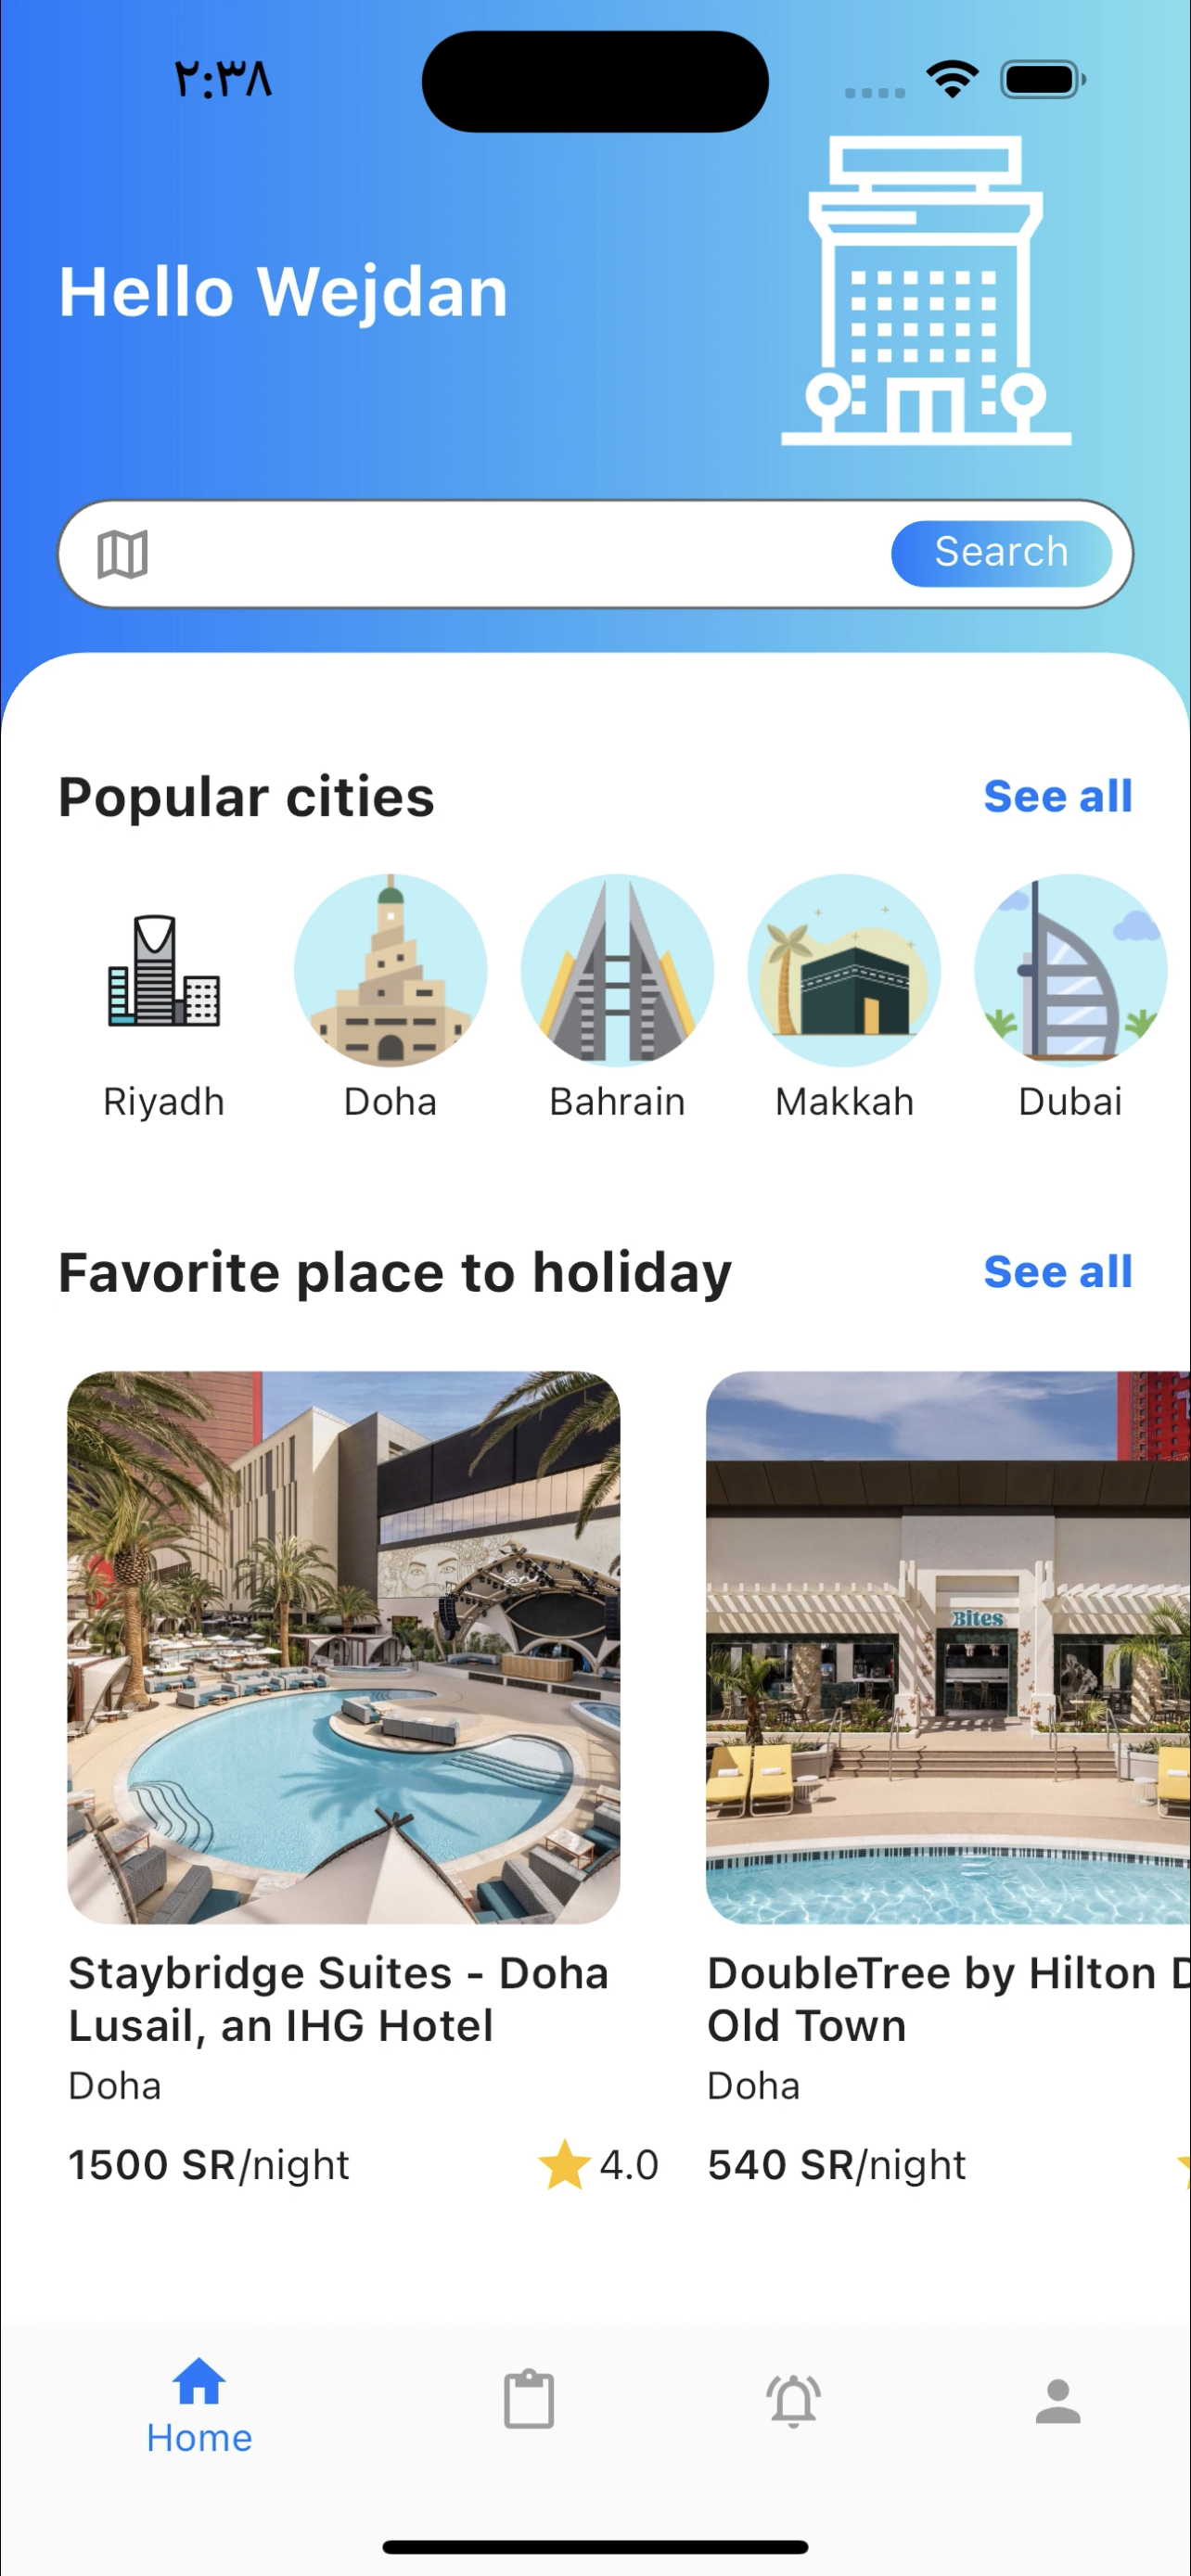 ٢:٣٨
Hello Wejdan
Search
Popular cities
See all
Riyadh
Doha
Bahrain
Makkah
Dubai
Favorite place to holiday
See all
Bites
Staybridge Suites - Doha
Lusail, an IHG Hotel
Doha
1500 SR/night
4.0
DoubleTree by Hilton
Old Town
Doha
540 SR/night
Home